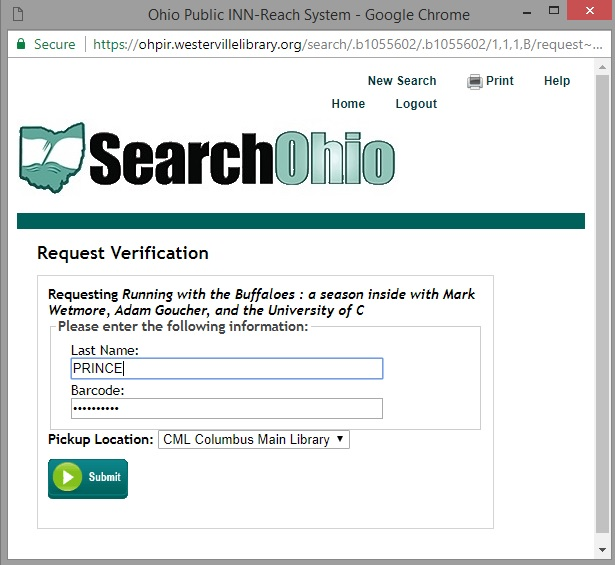 Ohio Public INN-Reach System - Google Chrome
Secure https://ohpir.westervillelibrary.org/search/.b1055602/.b1055602/1,1,1,B/request~...
New Search Print Help
Home Logout
SearchOhio
Request Verification
Requesting Running with the Buffaloes : a season inside with Mark
Wetmore, Adam Goucher, and the University of C
Please enter the following information:
Last Name:
PRINCE
Barcode:
••••••••••
Pickup Location: CML Columbus Main Library
Submit